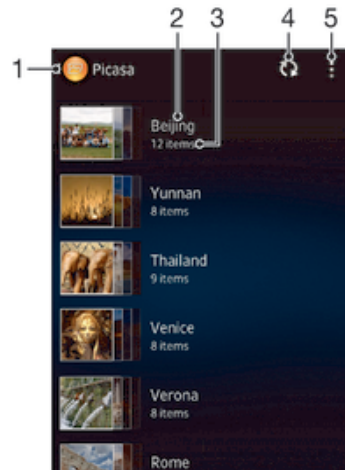 2 3 4 5
1 Picasa
Beijing
12 items
Yunnan
8 items
Thailand
9 items
Venice
8 items
Verona
8 items
Rome